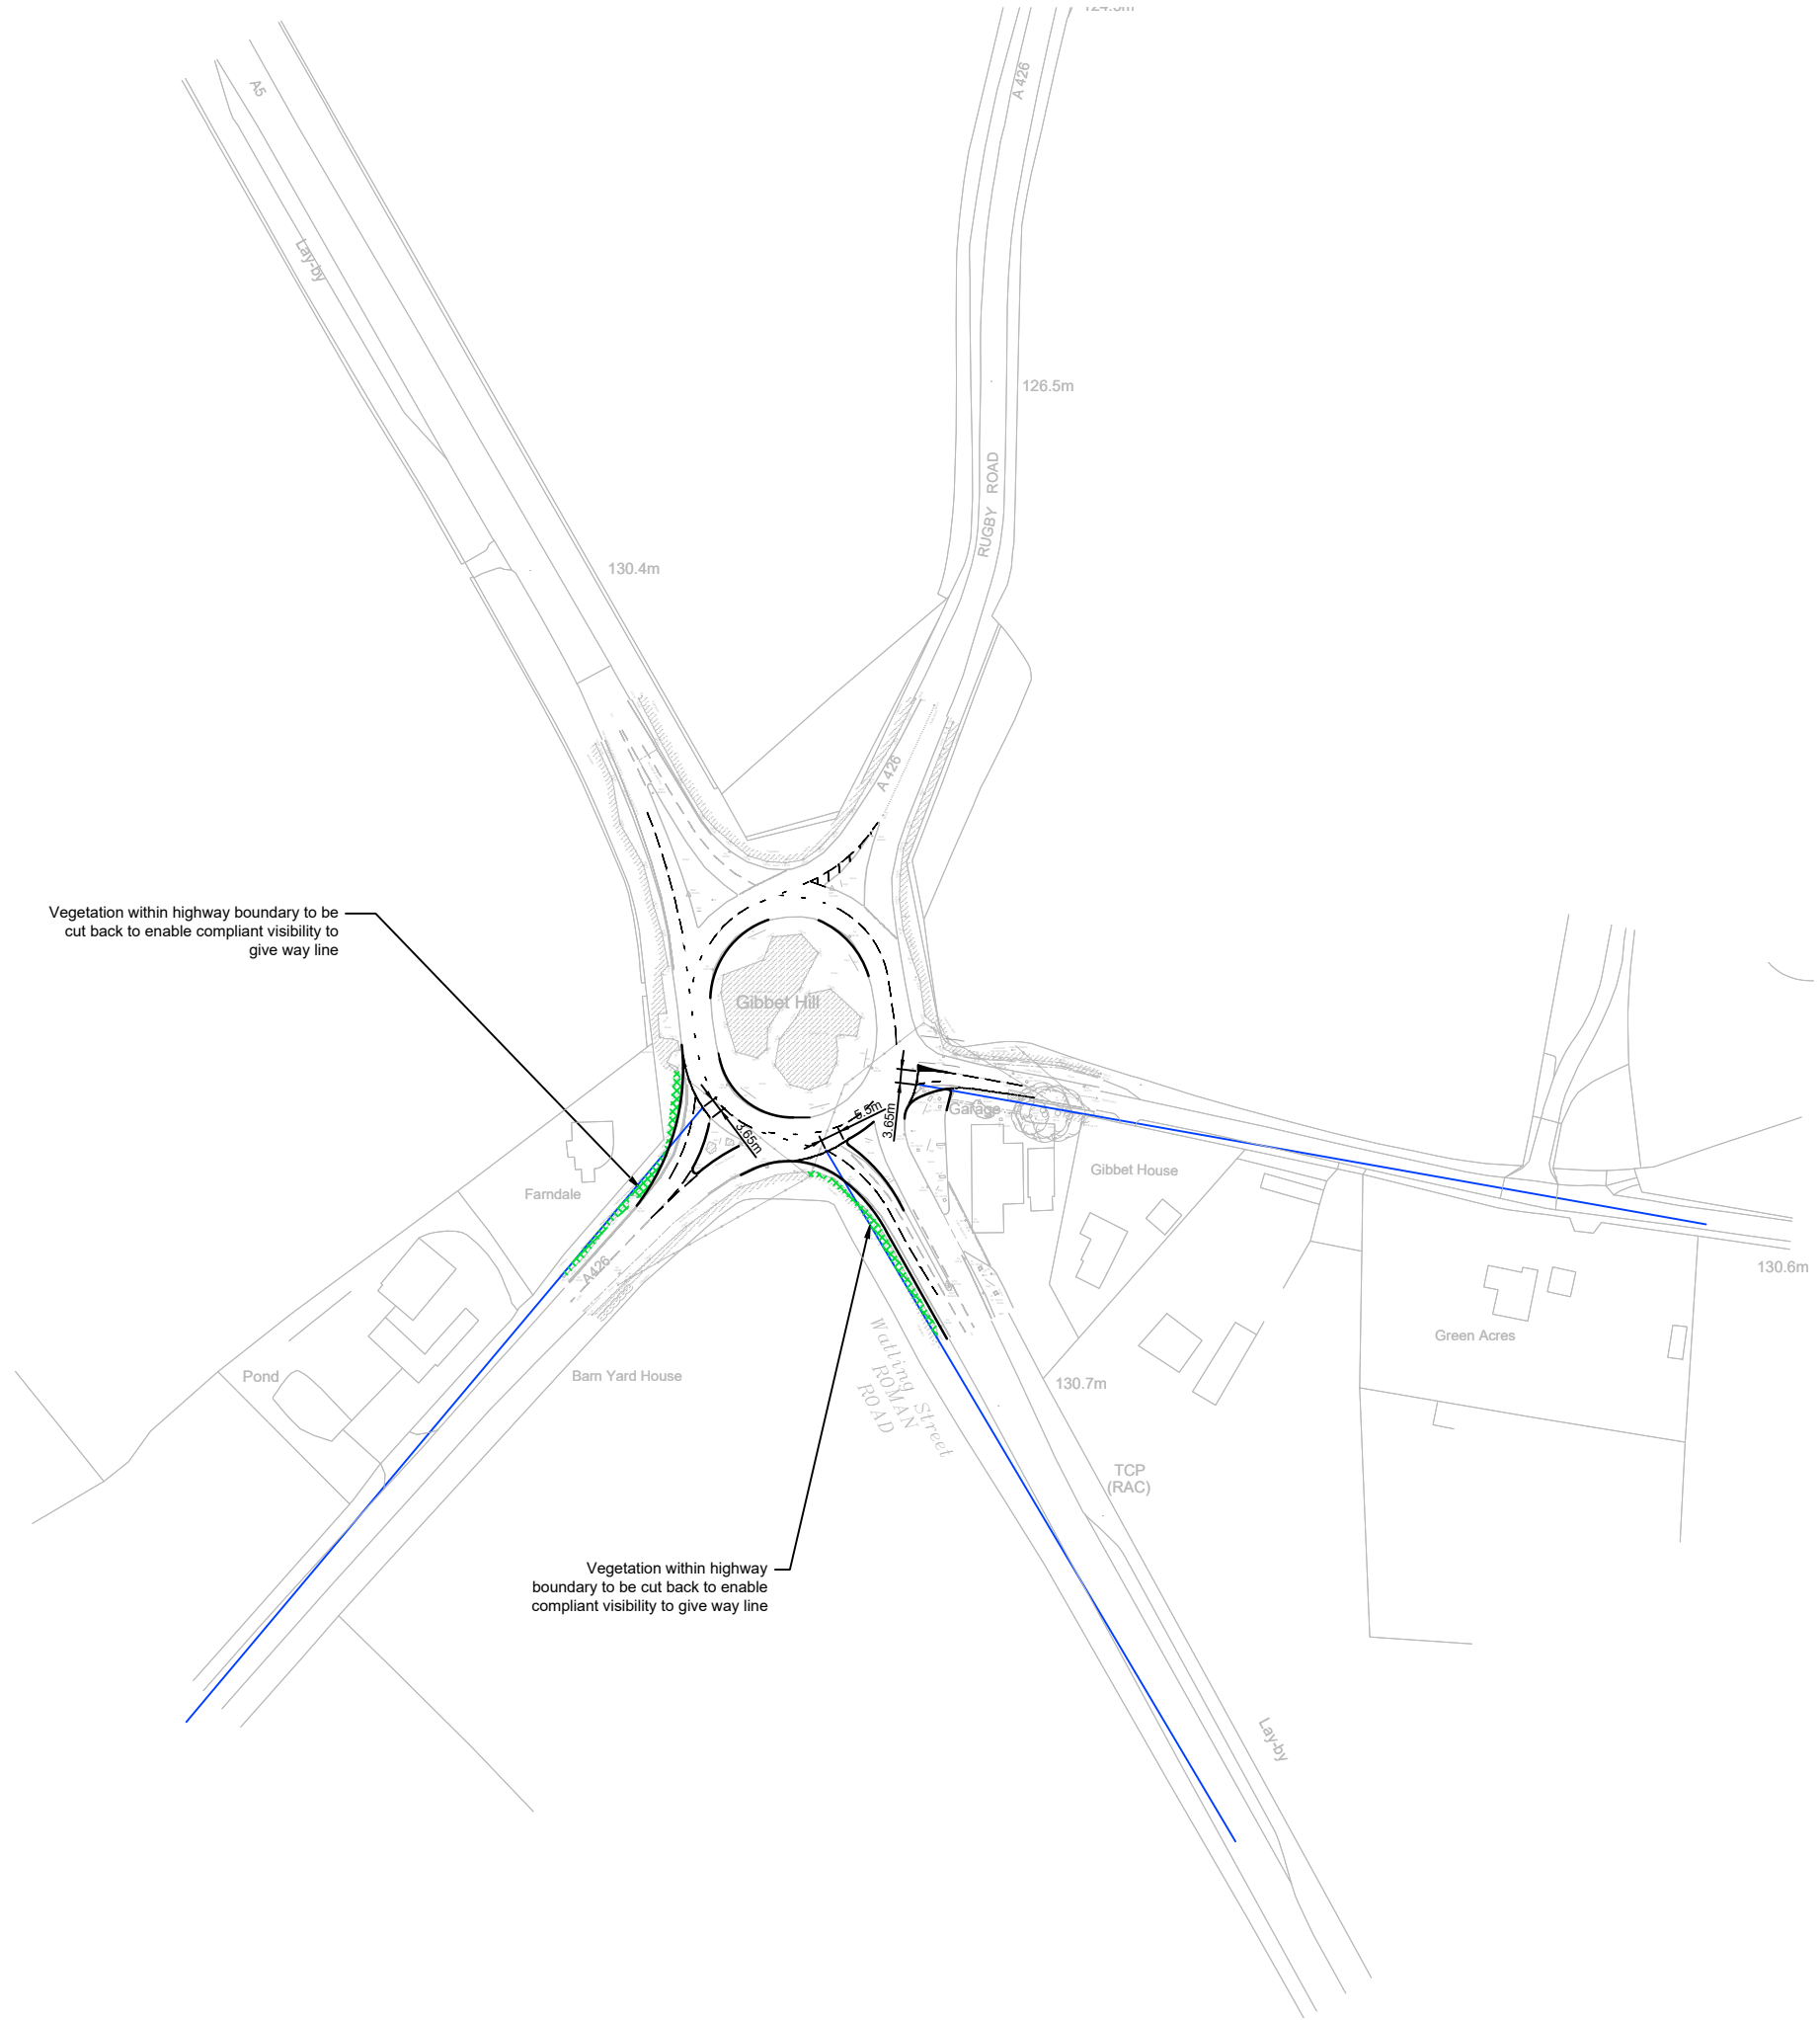 124.5m
A5
A 426
Lay-by
126.5m
RUGBY ROAD
130.4m
A 426
Vegetation within highway boundary to be
cut back to enable compliant visibility to
give way line
Gibbet Hill
3.65m
5.5m
3.65m
Garage
Gibbet House
Farndale
A426
130.6m
Green Acres
Watling Street
ROMAN
ROAD
Pond
Barn Yard House
130.7m
TCP
(RAC)
Vegetation within highway
boundary to be cut back to enable
compliant visibility to give way line
Lay-by